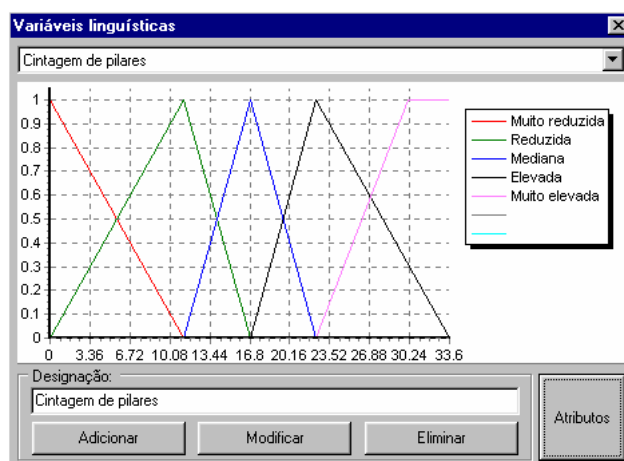 Variáveis linguísticas
Cintagem de pilares
1
0.9
0.8
0.7
0.6
0.5
0.4
0.3
0.2
0.1
0
0 3.36 6.72 10.08 13.44 16.8 20.16 23.52 26.88 30.24 33.6
Muito reduzida
Reduzida
Mediana
Elevada
Muito elevada
Designação:
Cintagem de pilares
Adicionar Modificar Eliminar
Atributos